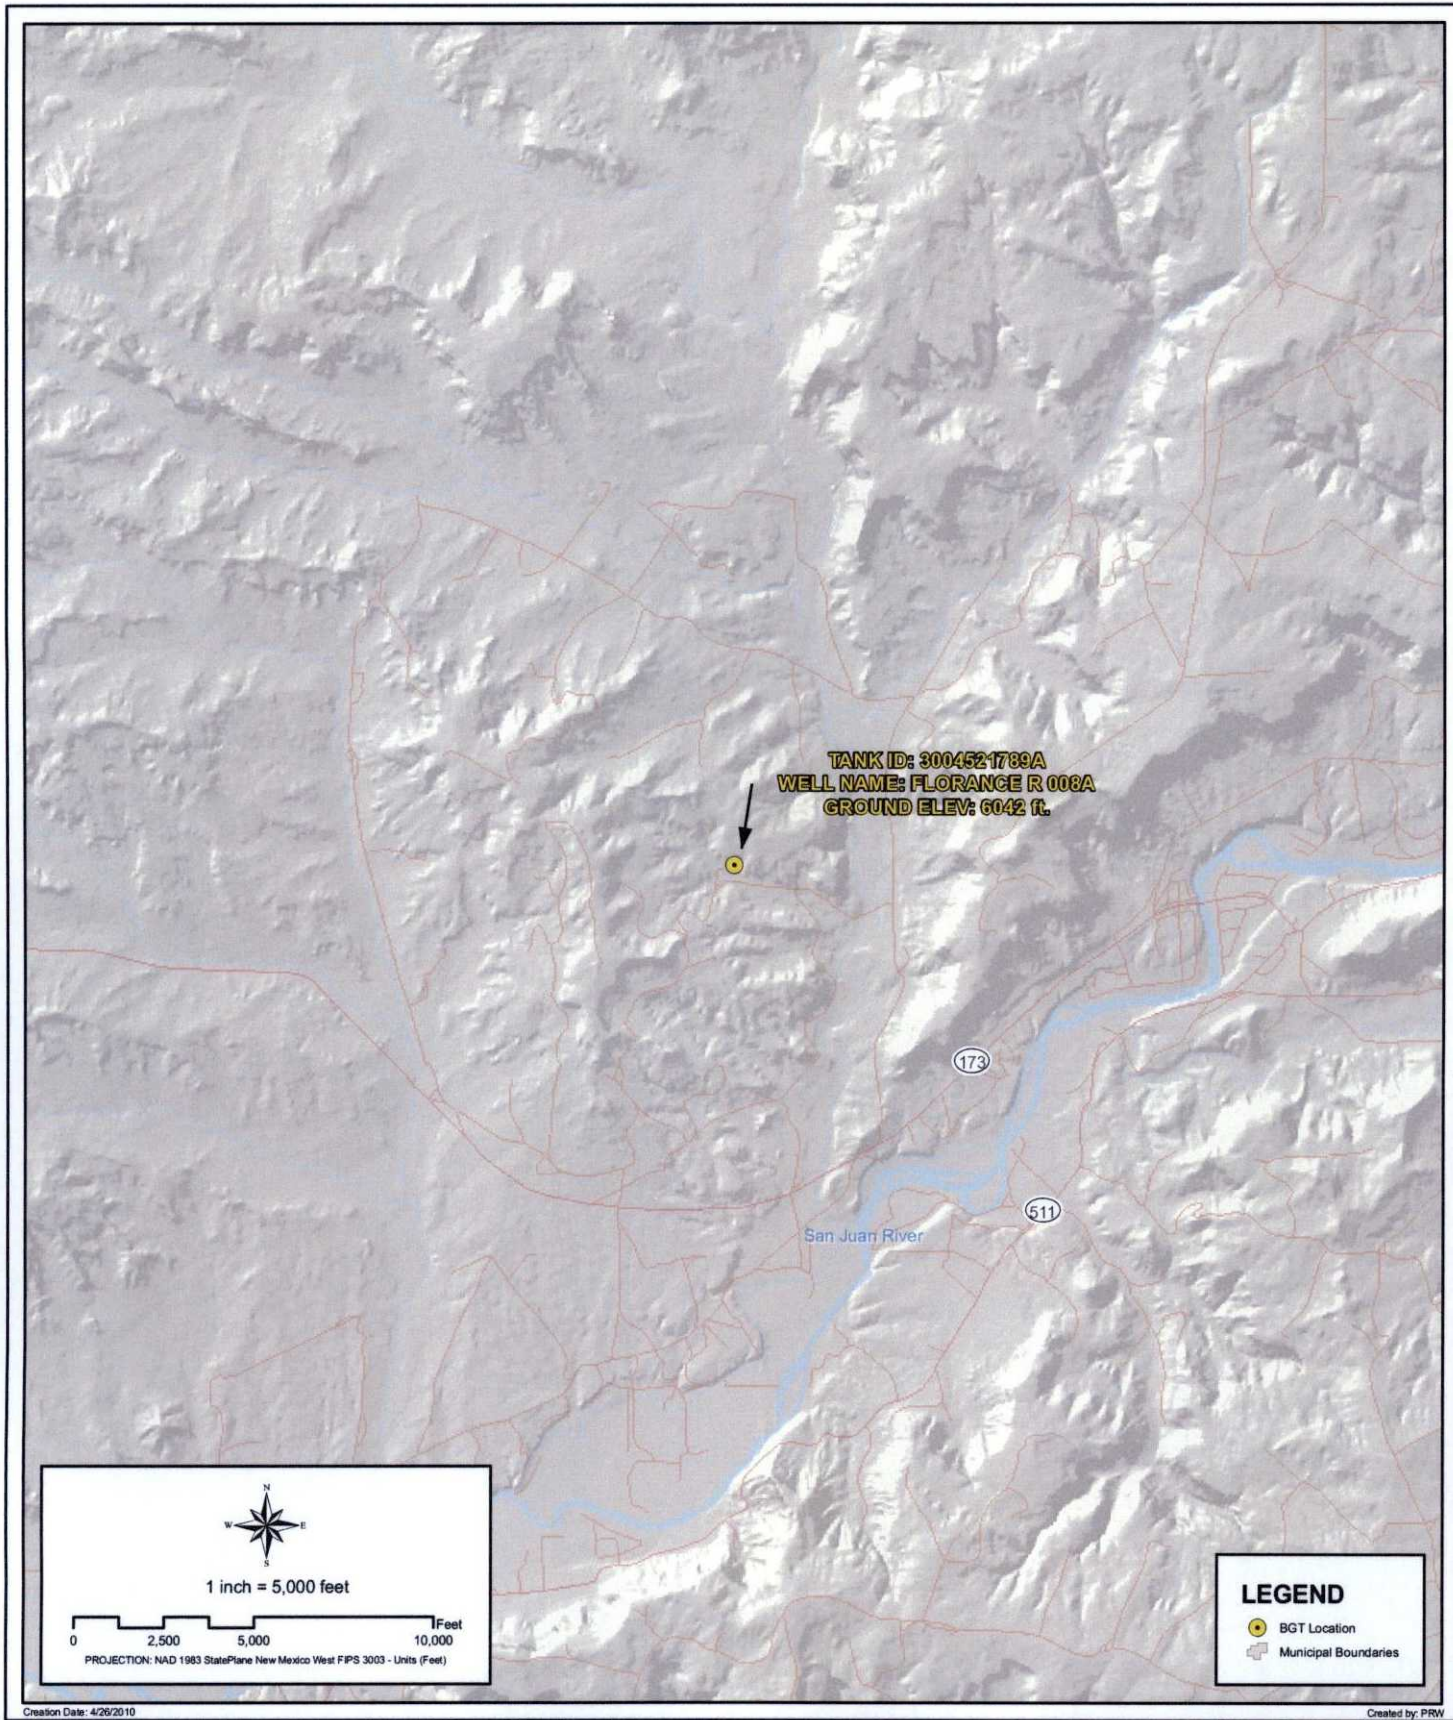 TANK ID: 3004521789A
WELL NAME: FLORANCE R 008A
GROUND ELEV: 6042 ft.
173
511
San Juan River
N
W E
S
1 inch = 5,000 feet
Feet
0 2,500 5,000 10,000
PROJECTION: NAD 1983 StatePlane New Mexico West FIPS 3003 - Units (Feet)
LEGEND
BGT Location
Municipal Boundaries
Creation Date: 4/26/2010
Created by: PRW